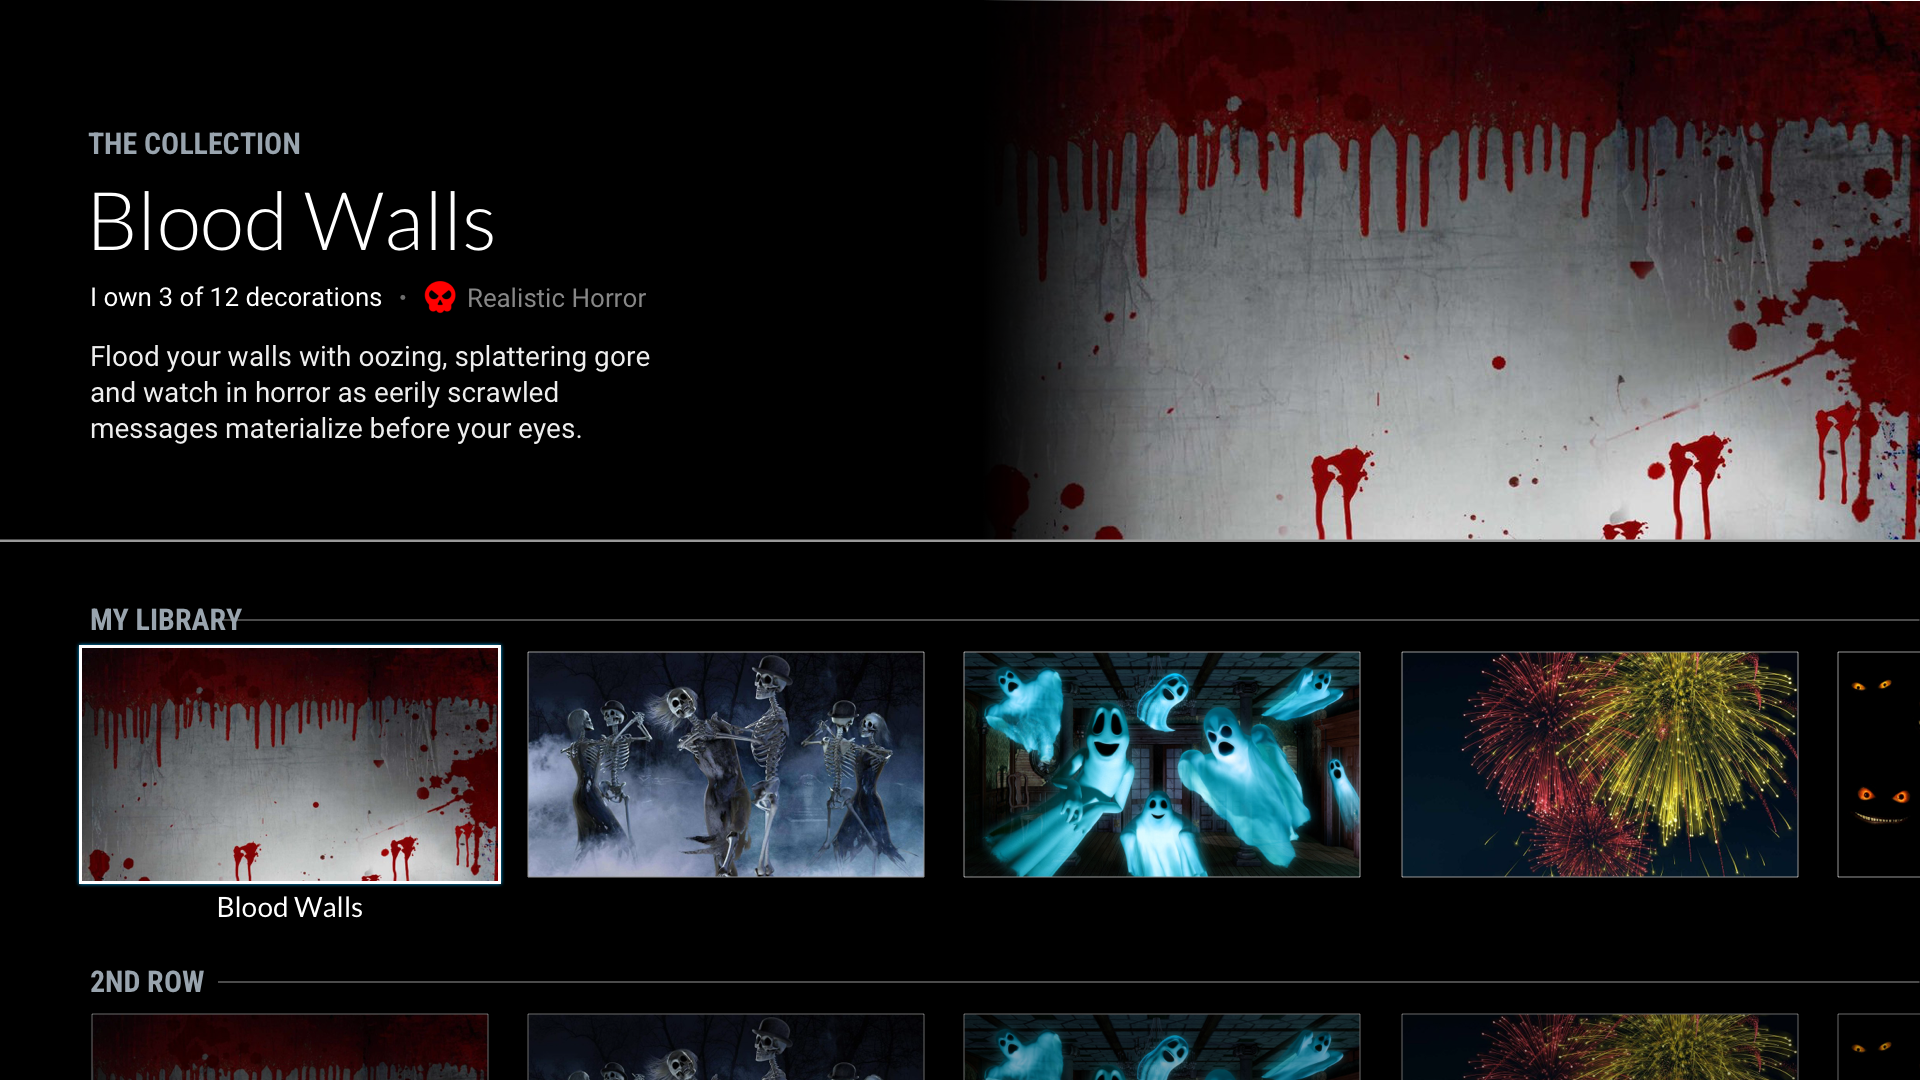 THE COLLECTION
Blood Walls
I own 3 of 12 decorations • Realistic Horror
Flood your walls with oozing, splattering gore
and watch in horror as eerily scrawled
messages materialize before your eyes.
MY LIBRARY
Blood Walls
2ND ROW